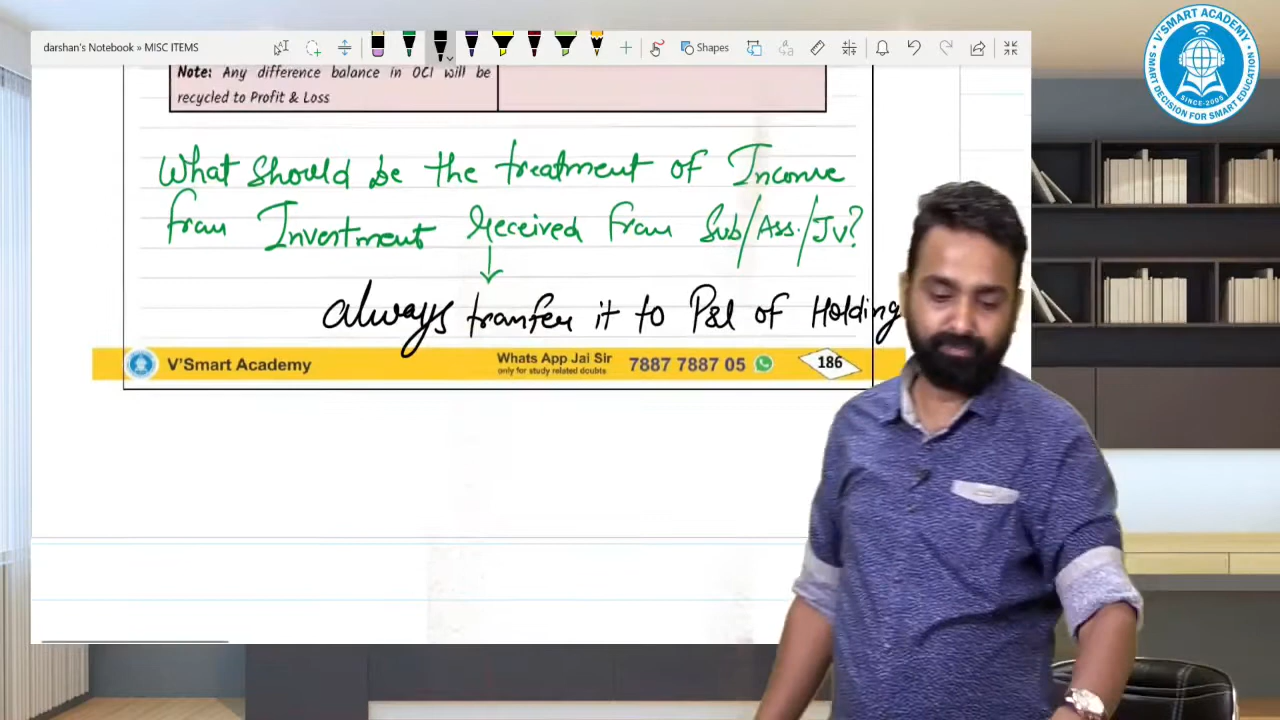 darshan's Notebook » MISC ITEMS
Shapes
V'SMART ACADEMY
SINCE-2005
SMART DECISION FOR SMART EDUCATION
Note: Any difference balance in OCI will be
recycled to Profit & Loss
What Should be the treatment of Income
from Investment Received from Sub/Ass./JV?
always tranfer it to P&L of Holding
V'Smart Academy
Whats App Jai Sir
only for study related doubts
7887 7887 05
186